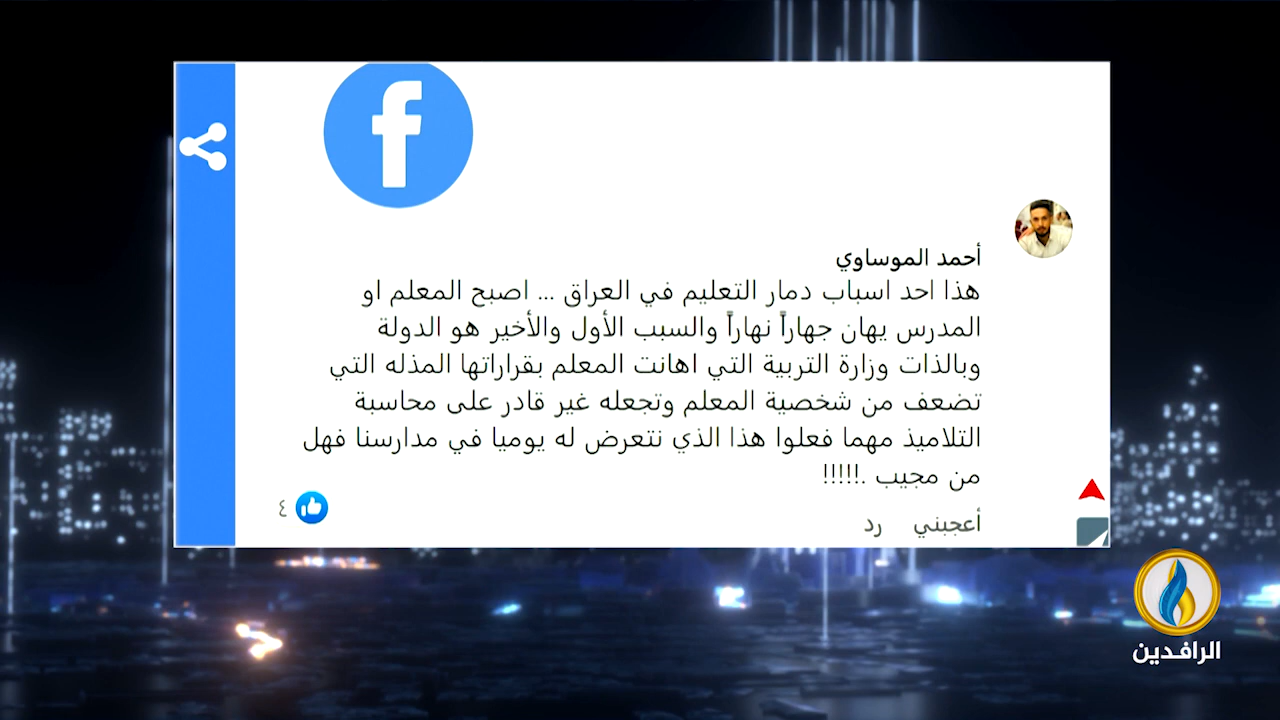 f
أحمد الموساوي
هذا احد اسباب دمار التعليم في العراق ... اصبح المعلم او
المدرس يهان جهاراً نهاراً والسبب الأول والأخير هو الدولة
وبالذات وزارة التربية التي اهانت المعلم بقراراتها المذله التي
تضعف من شخصية المعلم وتجعله غير قادر على محاسبة
التلاميذ مهما فعلوا هذا الذي نتعرض له يوميا في مدارسنا فهل
من مجيب .!!!!!
أعجبني رد ٤
الرافدين